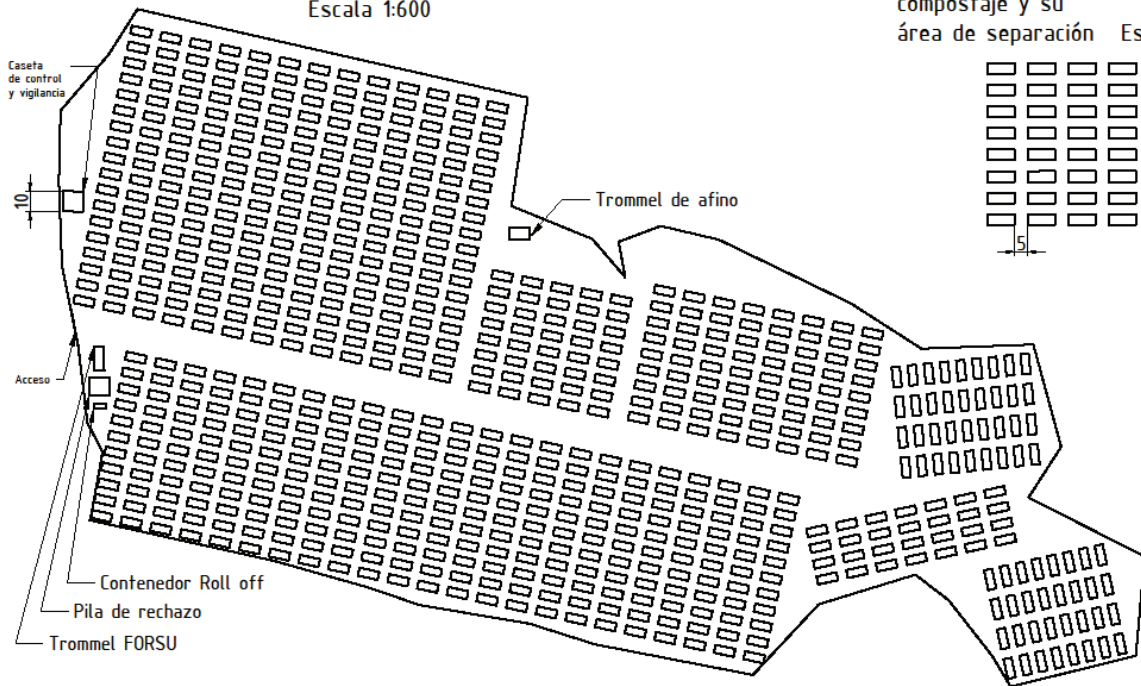 Escala 1:600
compostaje y su
área de separación Es
Caseta
de control
y vigilancia
10
Trommel de afino
5
Acceso
Contenedor Roll off
Pila de rechazo
Trommel FORSU